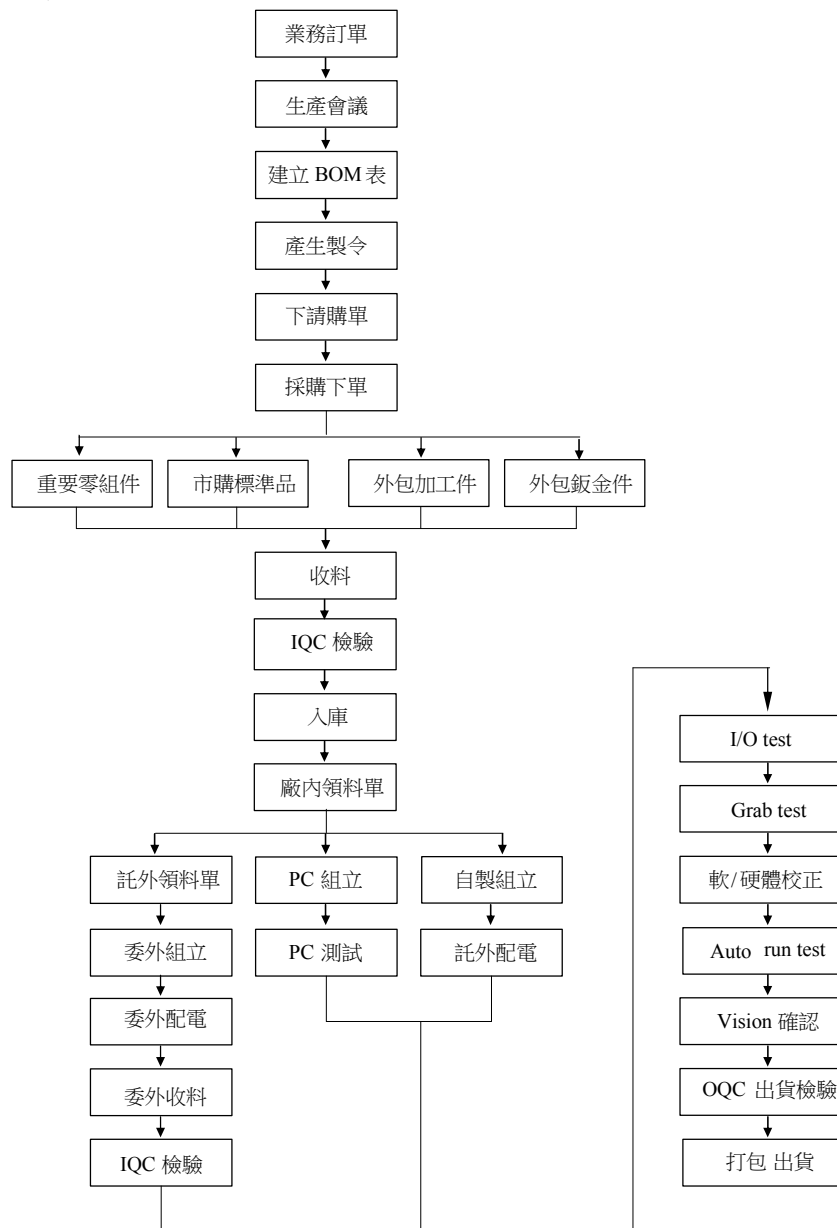 業務訂單
生產會議
建立 BOM 表
產生製令
下請購單
採購下單
重要零組件
市購標準品
外包加工件
外包鈑金件
收料
IQC 檢驗
入庫
廠內領料單
託外領料單
PC 組立
自製組立
委外組立
PC 測試
託外配電
委外配電
委外收料
IQC 檢驗
I/O test
Grab test
軟/硬體校正
Auto run test
Vision 確認
OQC 出貨檢驗
打包 出貨